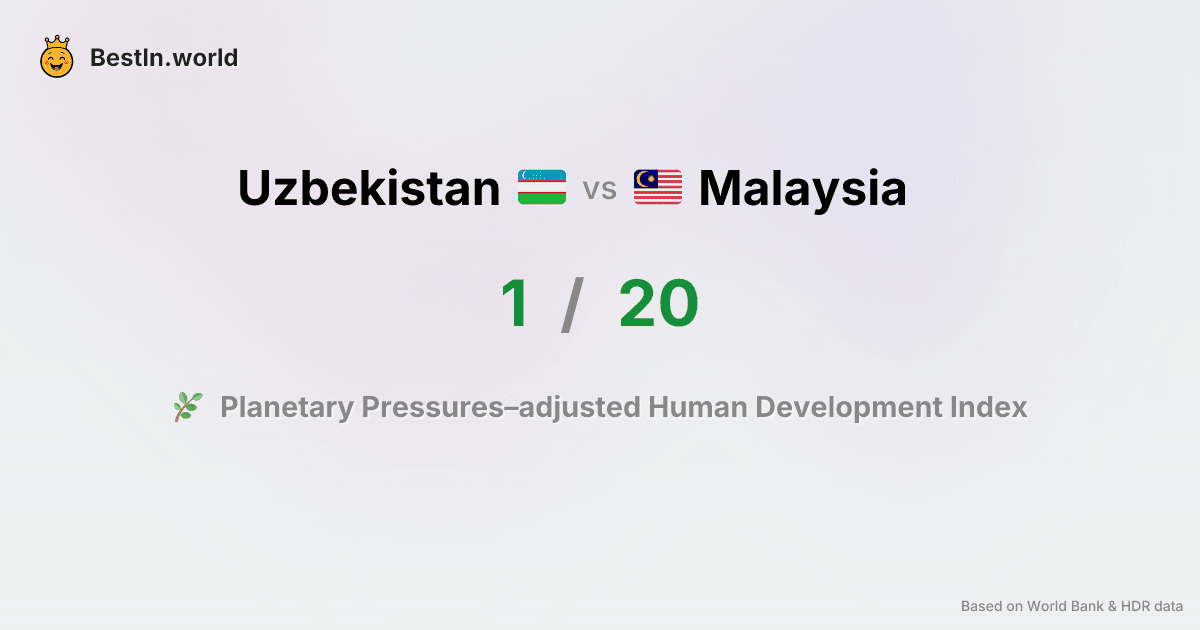 BestIn.world
Uzbekistan vs Malaysia
1 / 20
Planetary Pressures–adjusted Human Development Index
Based on World Bank & HDR data